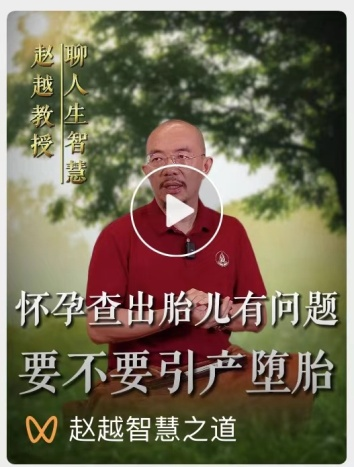 聊人生智慧
赵越教授
怀孕查出胎儿有问题
要不要引产堕胎
赵越智慧之道